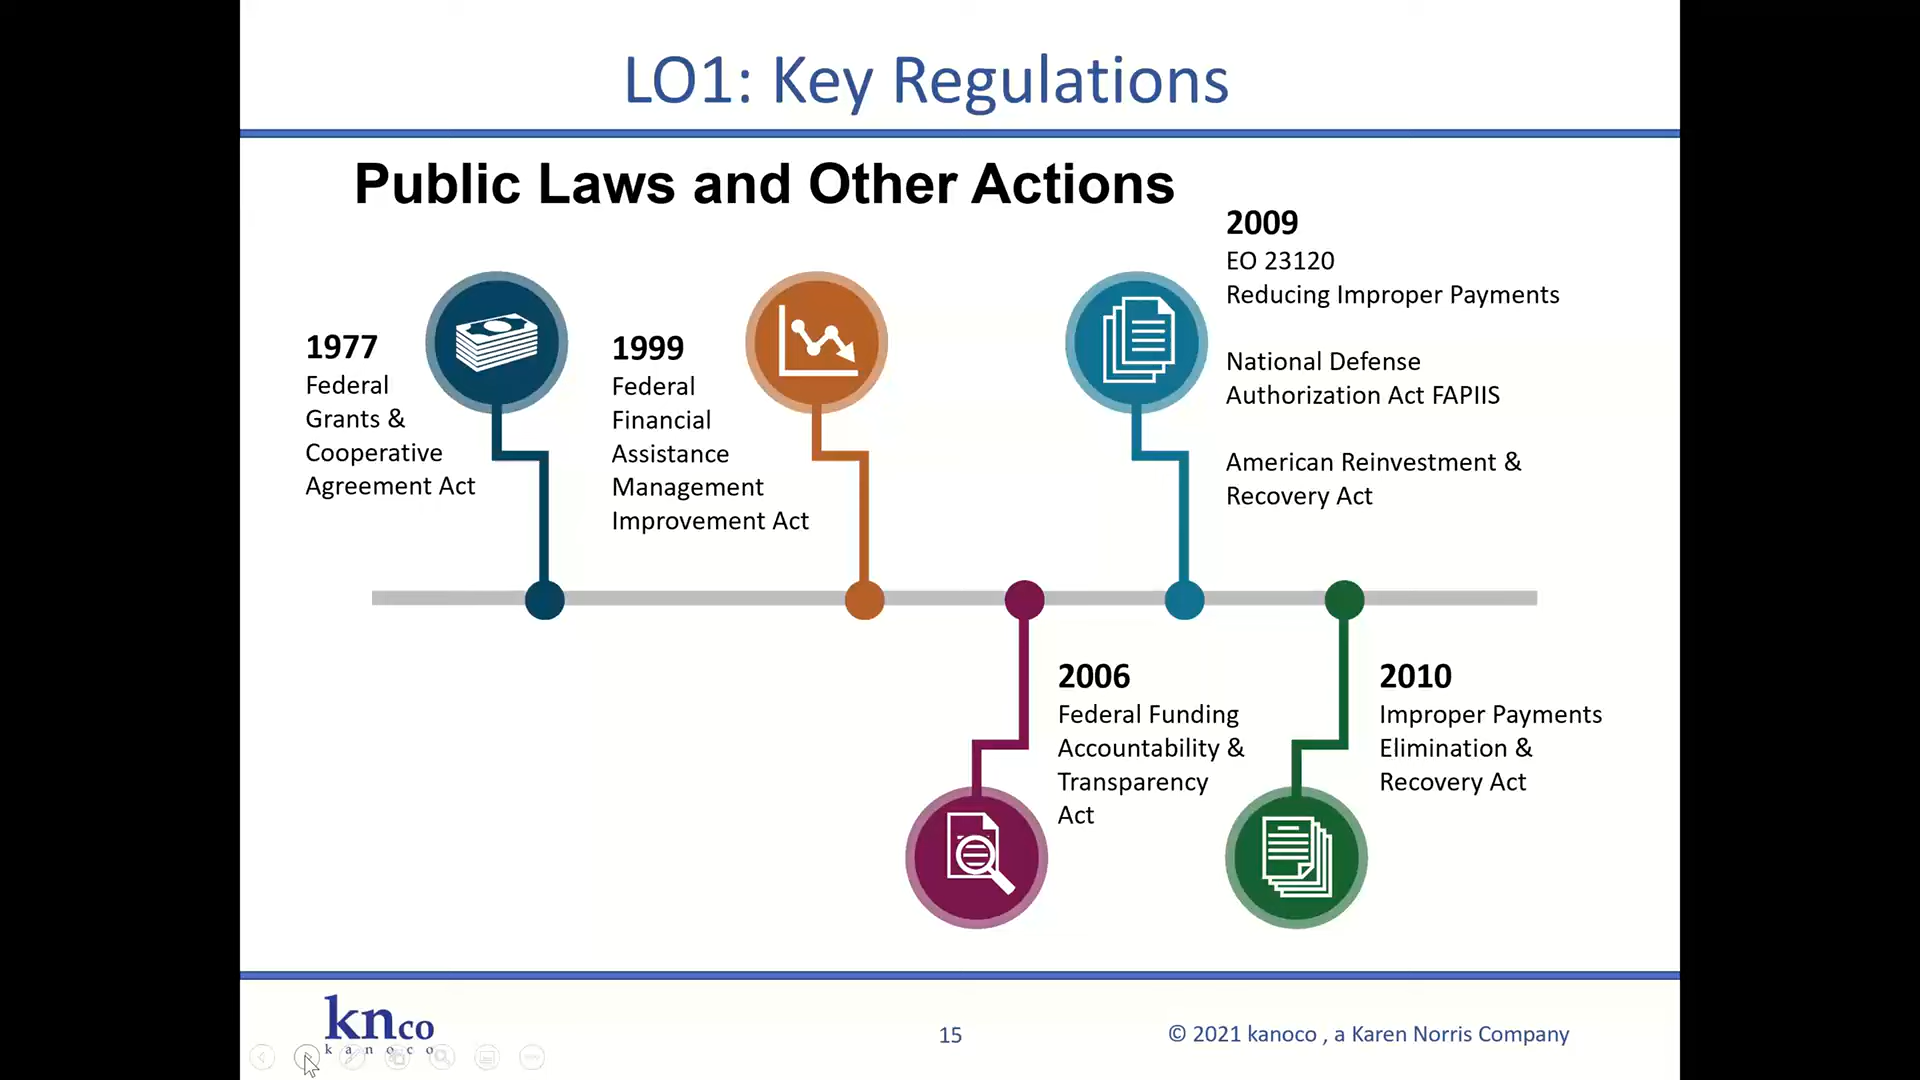 LO1: Key Regulations
Public Laws and Other Actions
1977
Federal
Grants &
Cooperative
Agreement Act
1999
Federal
Financial
Assistance
Management
Improvement Act
2009
EO 23120
Reducing Improper Payments
National Defense
Authorization Act FAPIIS
American Reinvestment &
Recovery Act
2006
Federal Funding
Accountability &
Transparency
Act
2010
Improper Payments
Elimination &
Recovery Act
knco
kanoco
15
© 2021 kanoco , a Karen Norris Company